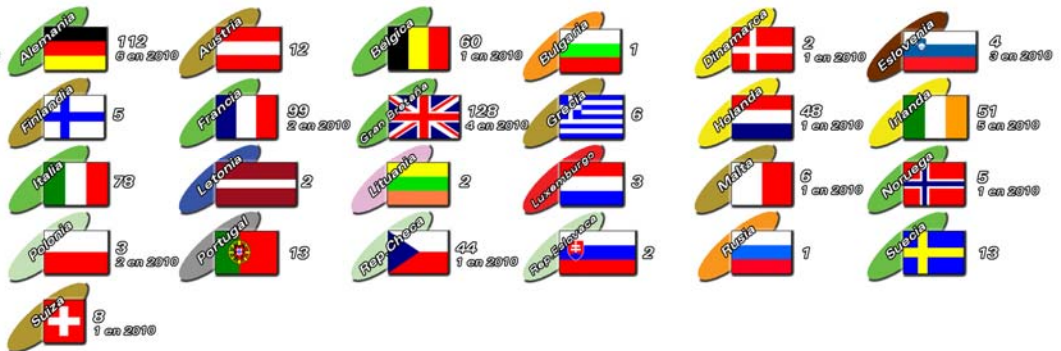 Alemania 112
6 en 2010
Austria 12
Belgica 60
1 en 2010
Bulgaria 1
Dinamarca 2
1 en 2010
Eslovenia 4
3 en 2010
Finlandia 5
Francia 99
2 en 2010
Gran Bretaña 128
4 en 2010
Grecia 6
Holanda 48
1 en 2010
Irlanda 51
5 en 2010
Italia 78
Letonia 2
Lituania 2
Luxemburgo 3
Malta 6
1 en 2010
Noruega 5
1 en 2010
Polonia 3
2 en 2010
Portugal 13
Rep.Checa 44
1 en 2010
Rep.Eslovaca 2
Rusia 1
Suecia 13
Suiza 8
1 en 2010